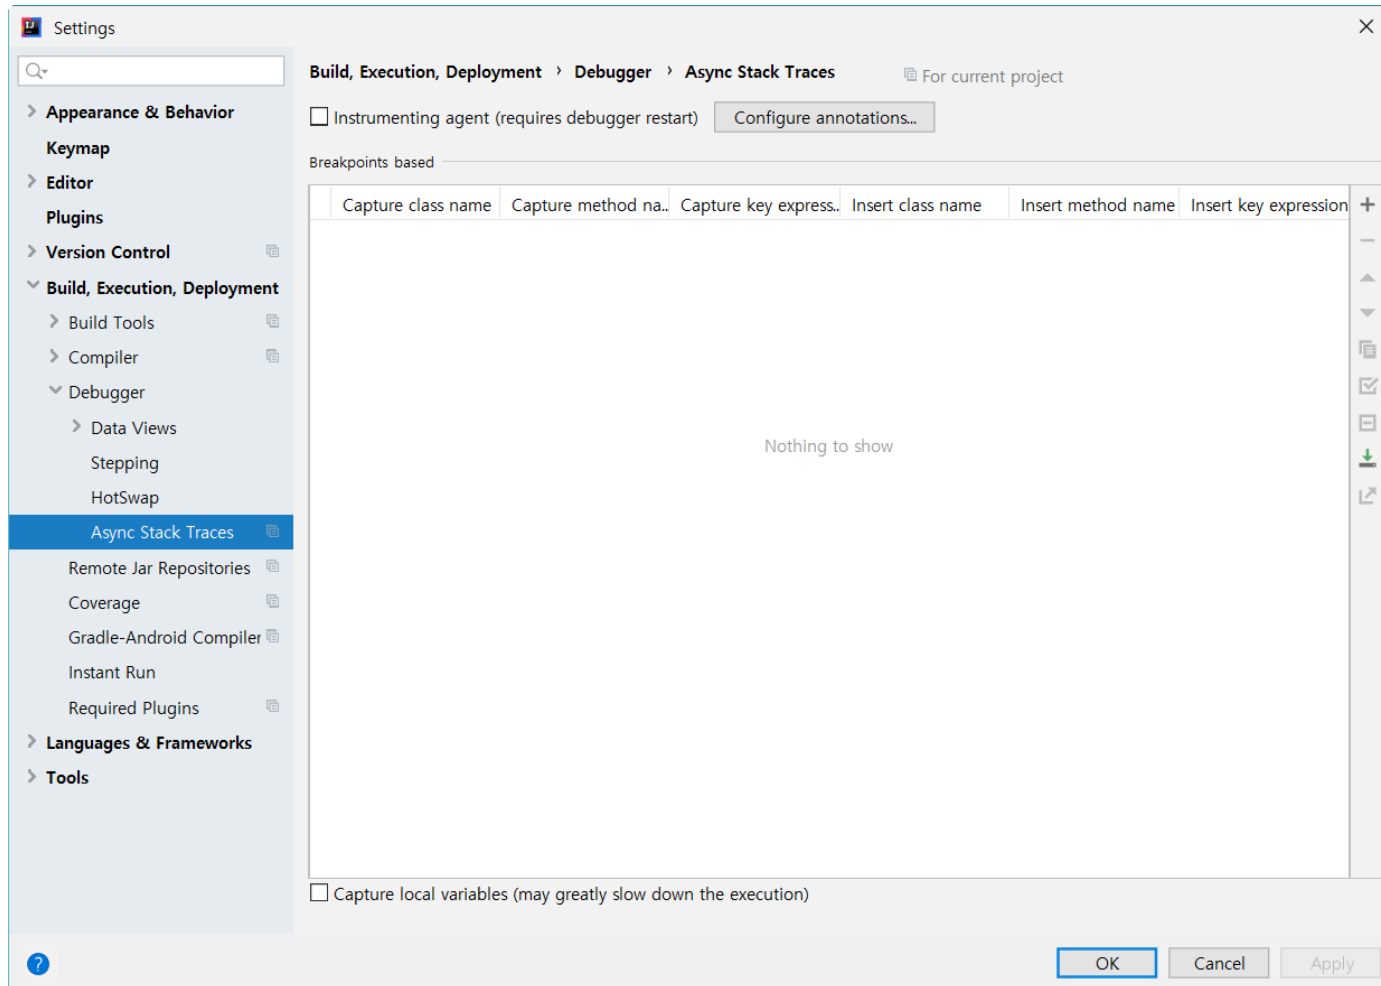 Settings
Build, Execution, Deployment › Debugger › Async Stack Traces For current project
Appearance & Behavior
Keymap
Editor
Plugins
Version Control
Build, Execution, Deployment
Build Tools
Compiler
Debugger
Data Views
Stepping
HotSwap
Async Stack Traces
Remote Jar Repositories
Coverage
Gradle-Android Compiler
Instant Run
Required Plugins
Languages & Frameworks
Tools
Instrumenting agent (requires debugger restart) Configure annotations...
Breakpoints based
Capture class name Capture method na.. Capture key express.. Insert class name Insert method name Insert key expression
Nothing to show
Capture local variables (may greatly slow down the execution)
? OK Cancel Apply